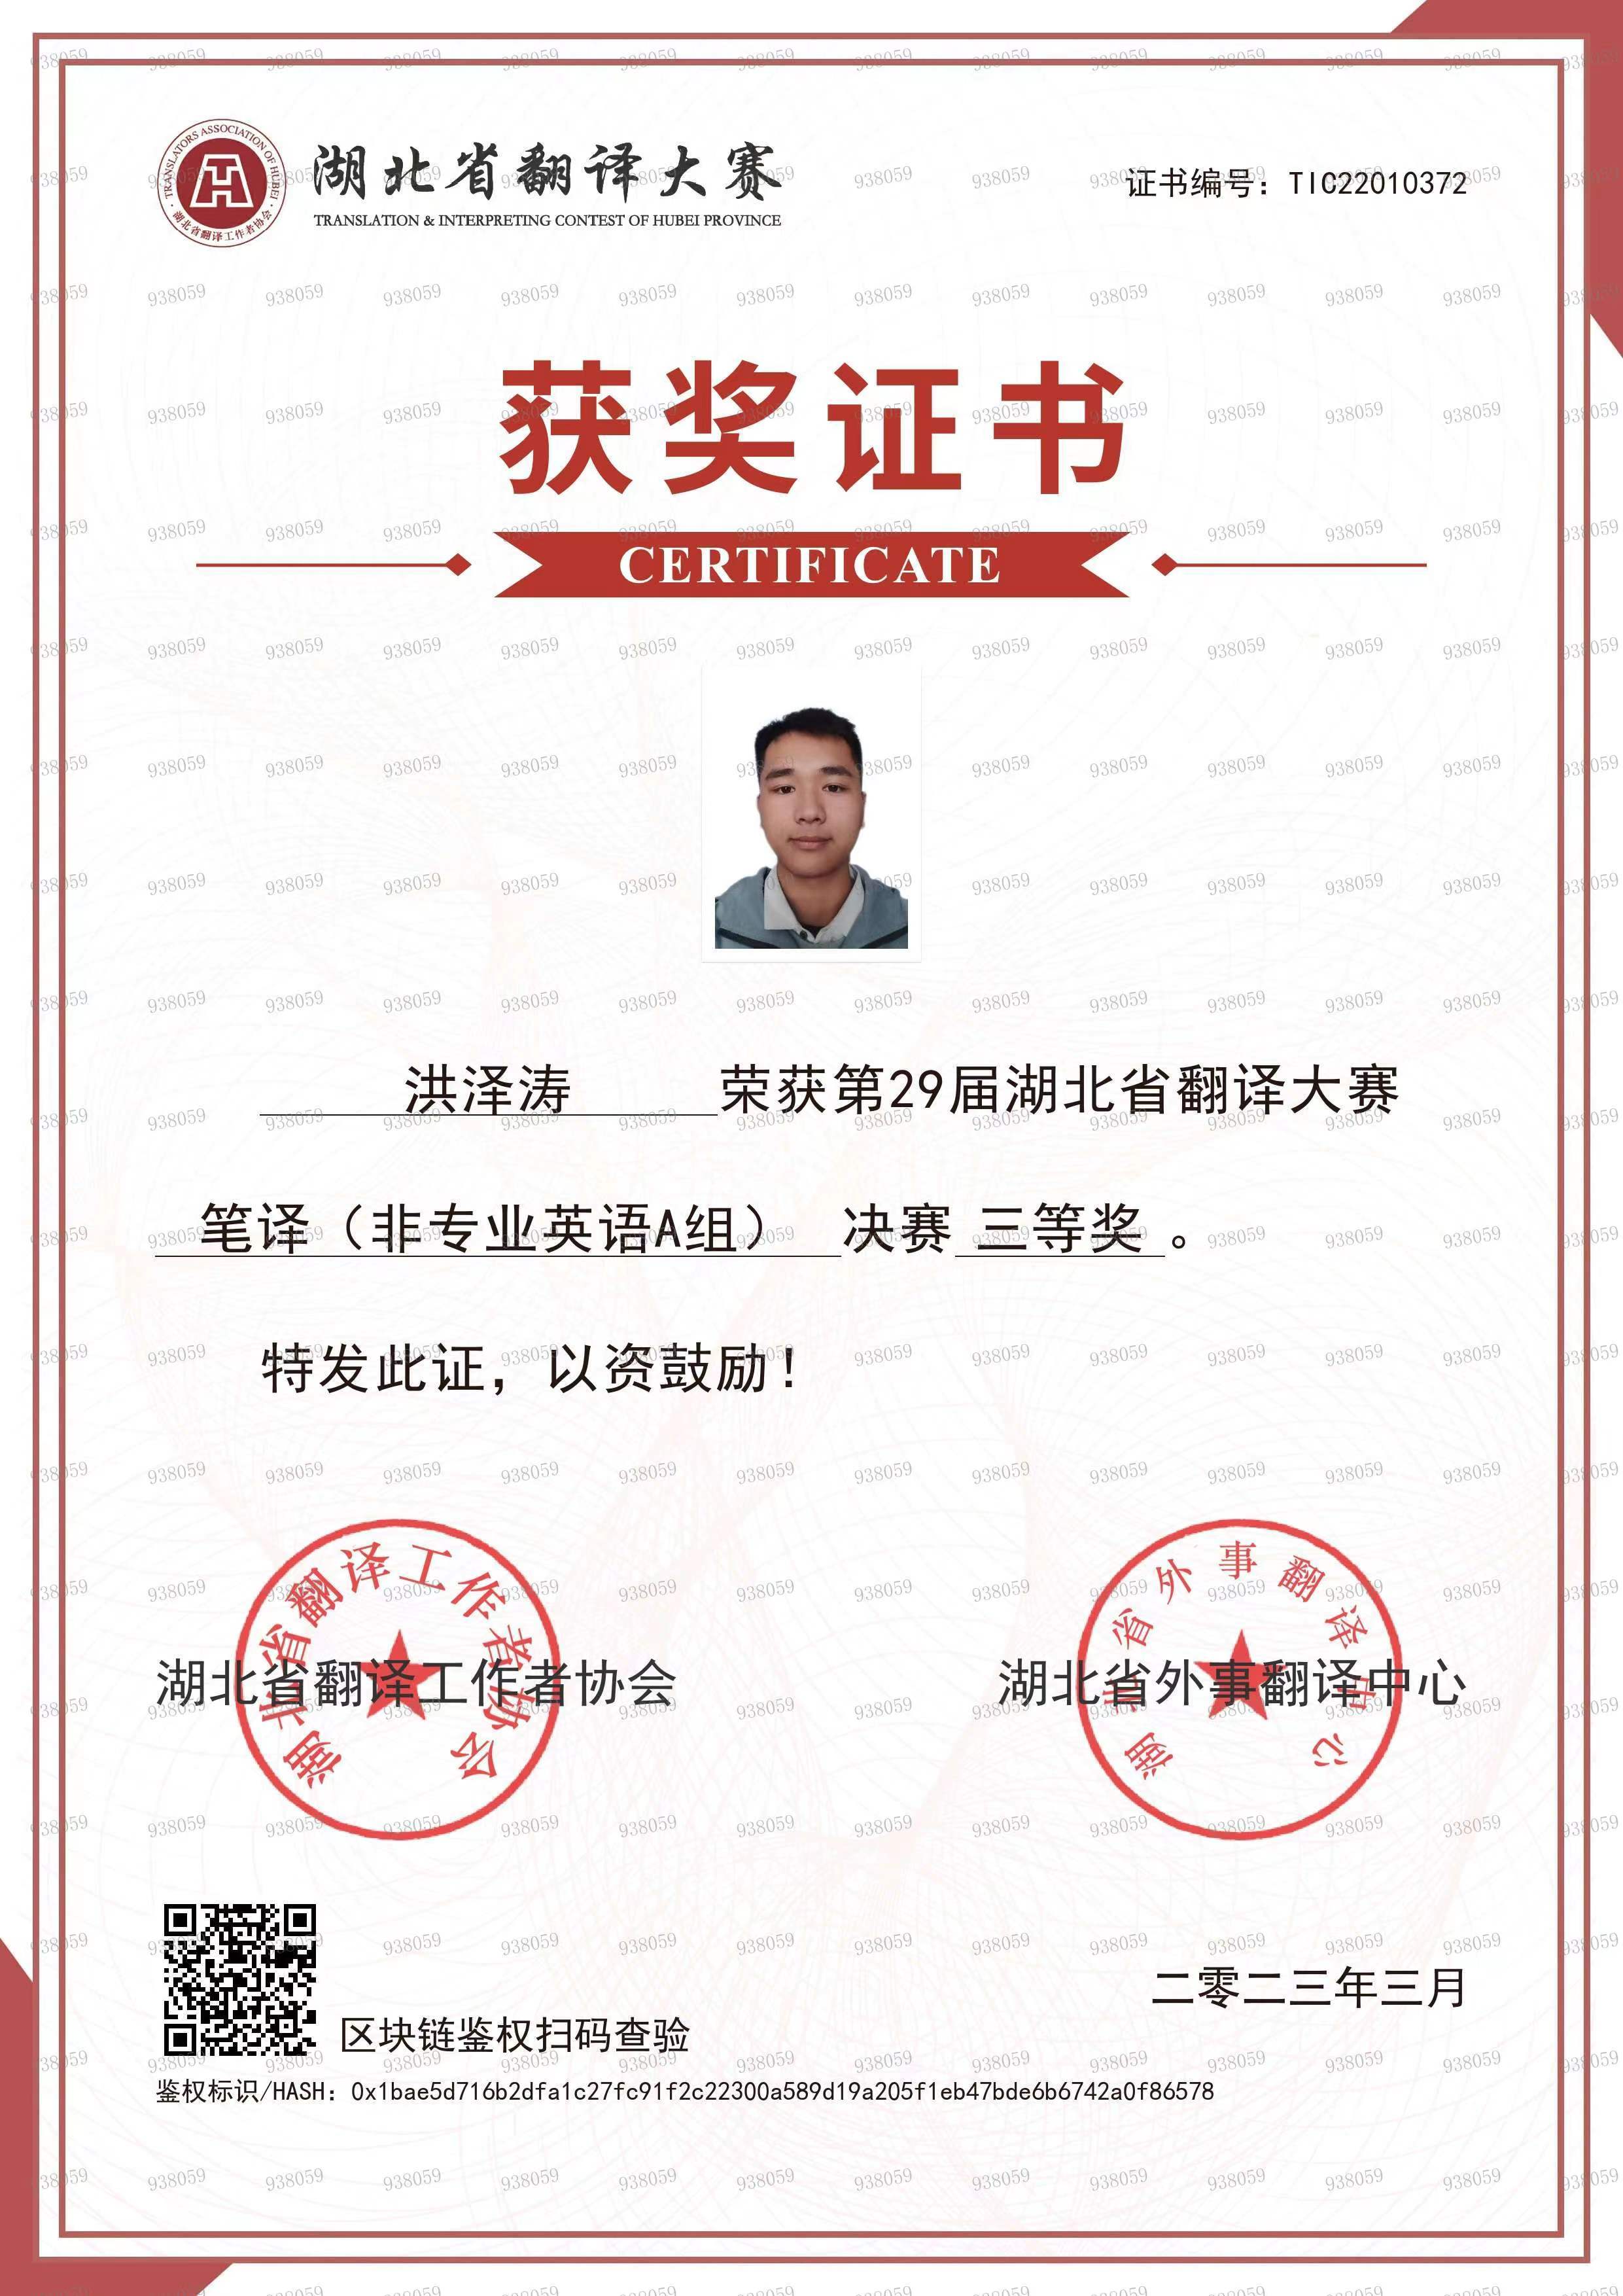 TRANSLATORS ASSOCIATION OF HUBEI
湖北省翻译工作者协会
湖北省翻译大赛
TRANSLATION & INTERPRETING CONTEST OF HUBEI PROVINCE
证书编号：TIC22010372
获奖证书
CERTIFICATE
洪泽涛 荣获第29届湖北省翻译大赛
笔译（非专业英语A组） 决赛 三等奖 。
特发此证，以资鼓励！
湖北省翻译工作者协会
湖北省翻译工作者协会
湖北省外事翻译中心
湖北省外事翻译中心
二零二三年三月
区块链鉴权扫码查验
鉴权标识/HASH：0x1bae5d716b2dfa1c27fc91f2c22300a589d19a205f1eb47bde6b6742a0f86578
938059